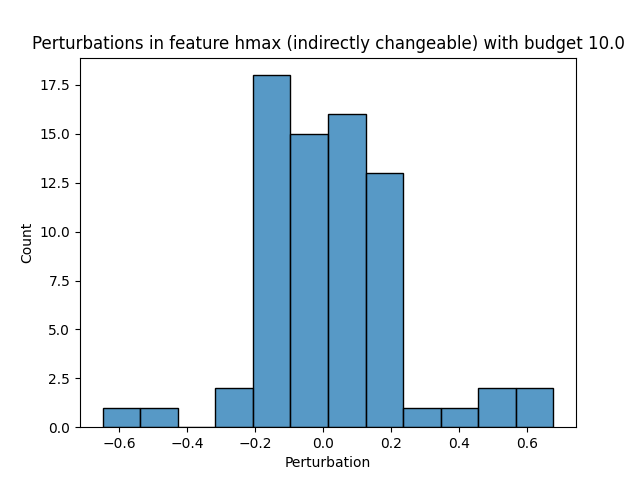 Perturbations in feature hmax (indirectly changeable) with budget 10.0
17.5
15.0
12.5
10.0
7.5
5.0
2.5
0.0
Count
−0.6 −0.4 −0.2 0.0 0.2 0.4 0.6
Perturbation